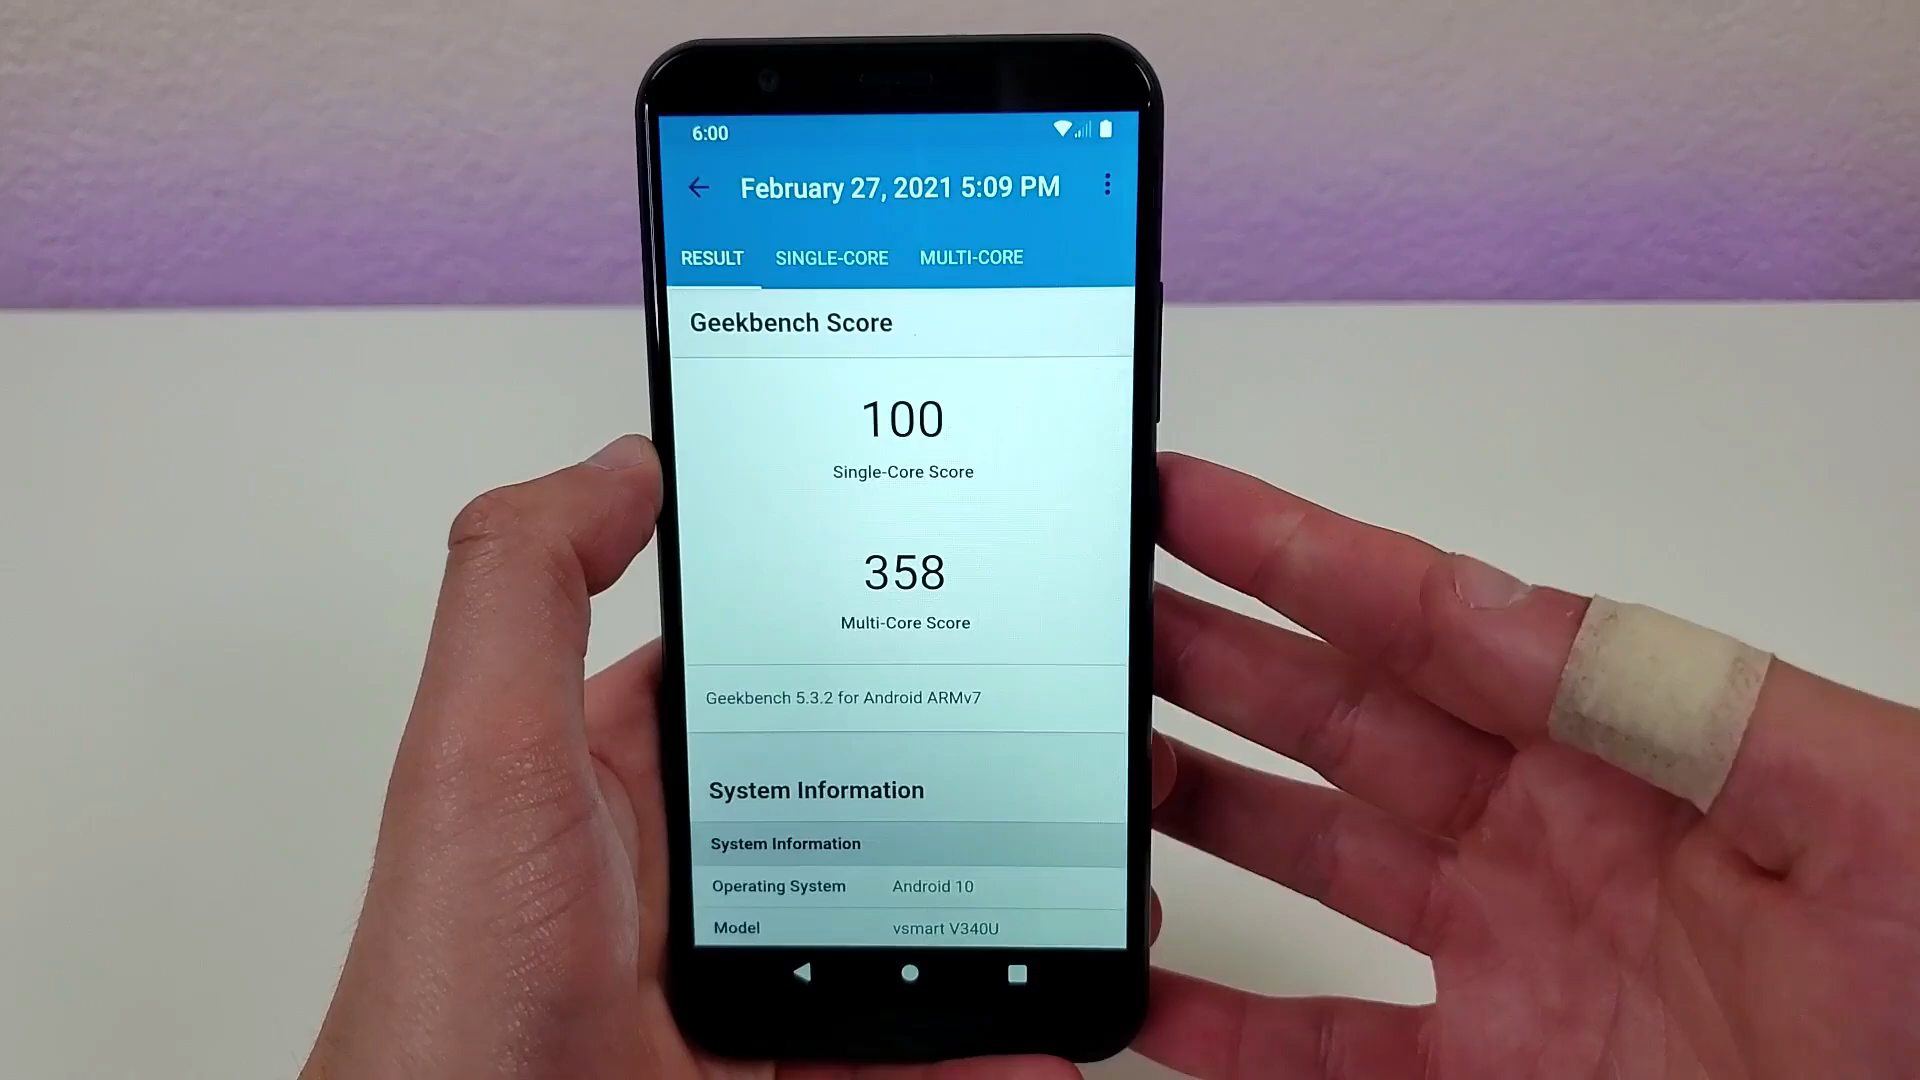 6:00
February 27, 2021 5:09 PM
RESULT SINGLE-CORE MULTI-CORE
Geekbench Score
100
Single-Core Score
358
Multi-Core Score
Geekbench 5.3.2 for Android ARMv7
System Information
System Information
Operating System Android 10
Model vsmart V340U